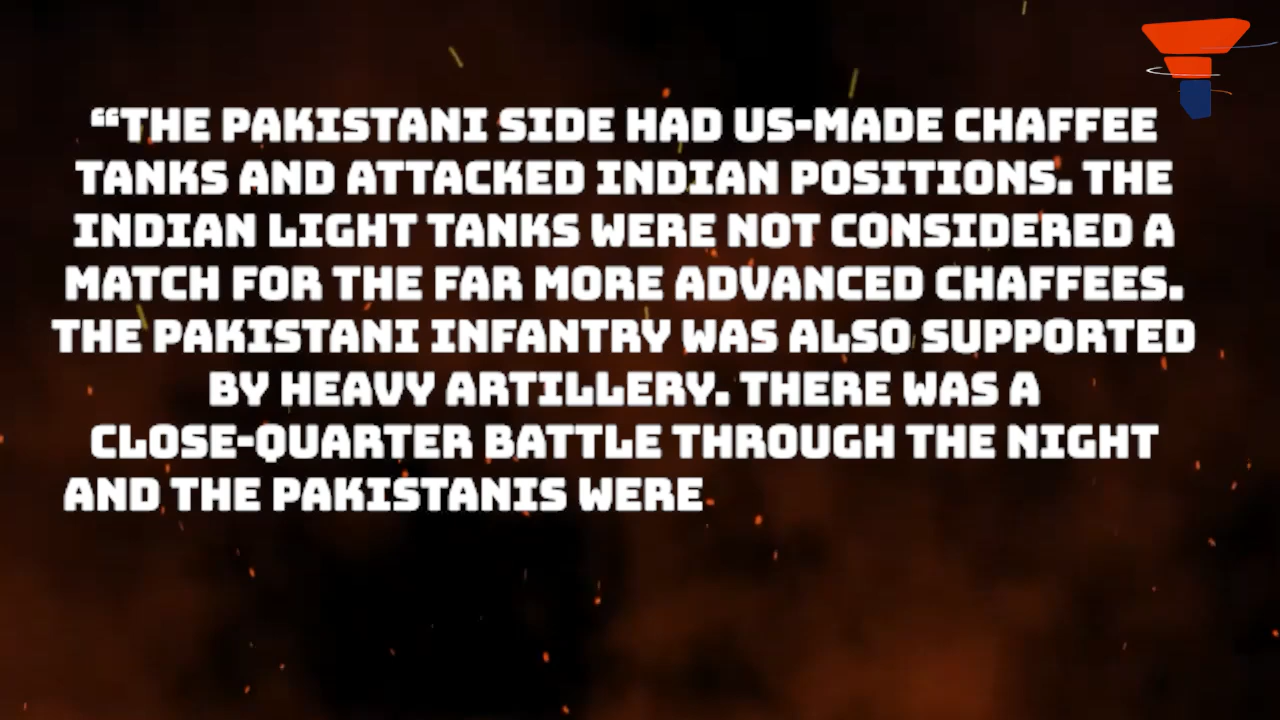 “THE PAKISTANI SIDE HAD US-MADE CHAFFEE
TANKS AND ATTACKED INDIAN POSITIONS. THE
INDIAN LIGHT TANKS WERE NOT CONSIDERED A
MATCH FOR THE FAR MORE ADVANCED CHAFFEES.
THE PAKISTANI INFANTRY WAS ALSO SUPPORTED
BY HEAVY ARTILLERY. THERE WAS A
CLOSE-QUARTER BATTLE THROUGH THE NIGHT
AND THE PAKISTANIS WERE